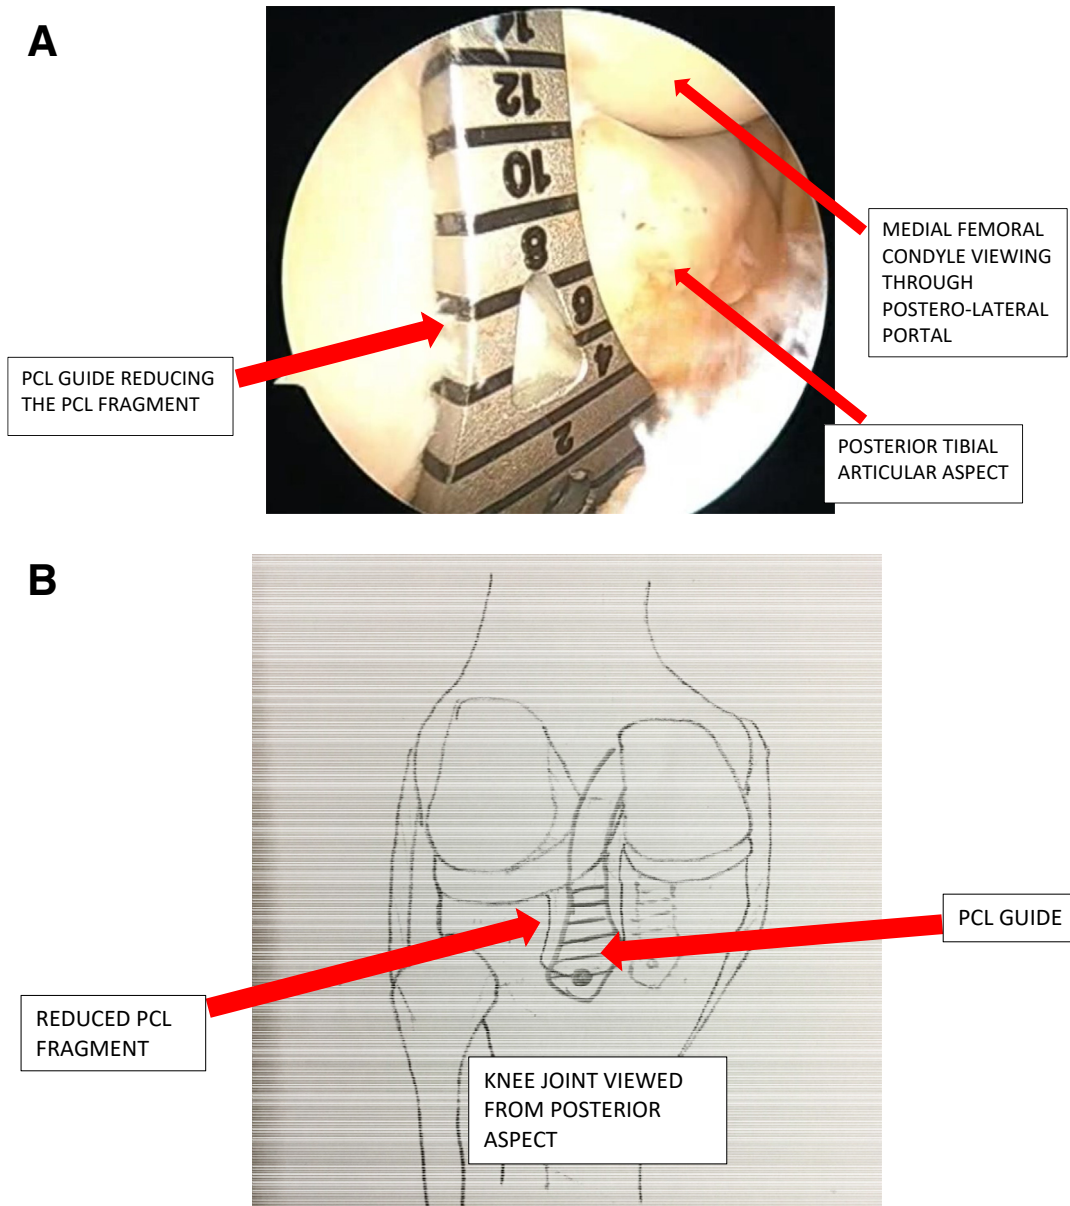 A
14
12
10
8
6
4
2
MEDIAL FEMORAL
CONDYLE VIEWING
THROUGH
POSTERO-LATERAL
PORTAL
PCL GUIDE REDUCING
THE PCL FRAGMENT
POSTERIOR TIBIAL
ARTICULAR ASPECT
B
PCL GUIDE
REDUCED PCL
FRAGMENT
KNEE JOINT VIEWED
FROM POSTERIOR
ASPECT